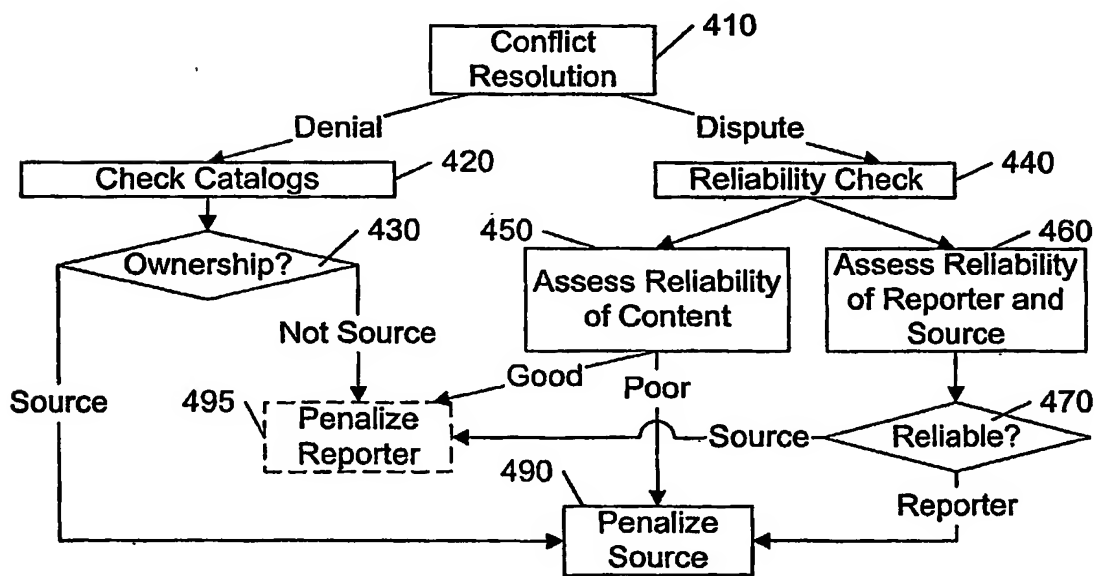 Conflict
Resolution
410
Denial
Dispute
Check Catalogs
420
Reliability Check
440
Ownership?
430
450
Assess Reliability
of Content
460
Assess Reliability
of Reporter and
Source
Not Source
Source
Good
Poor
495
Penalize
Reporter
Source
Reliable?
470
Reporter
490
Penalize
Source